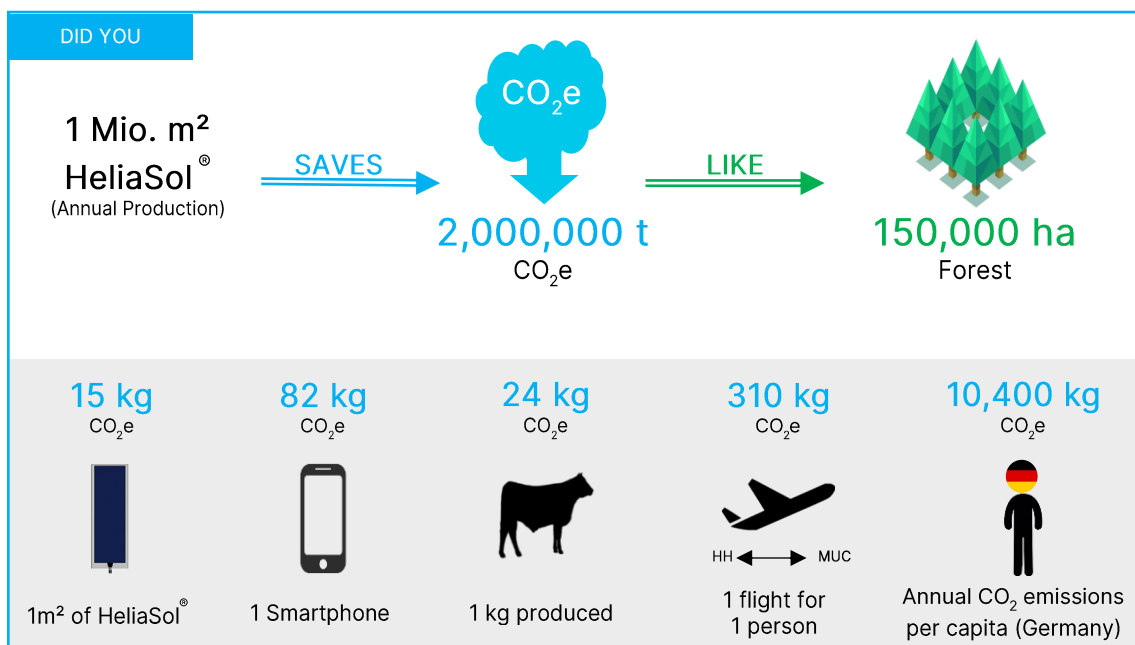 DID YOU
1 Mio. m²
HeliaSol®
(Annual Production)
SAVES
CO₂e
2,000,000 t
CO₂e
LIKE
150,000 ha
Forest
15 kg
CO₂e
1m² of HeliaSol®
82 kg
CO₂e
1 Smartphone
24 kg
CO₂e
1 kg produced
310 kg
CO₂e
HH
MUC
1 flight for
1 person
10,400 kg
CO₂e
Annual CO₂ emissions
per capita (Germany)